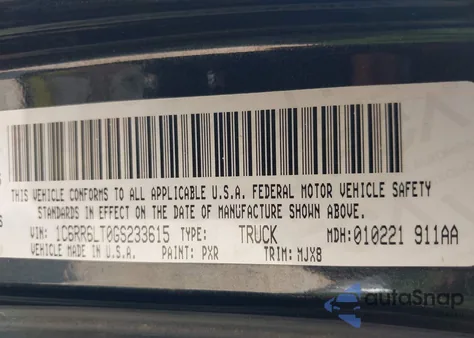 THIS VEHICLE CONFORMS TO ALL APPLICABLE U.S.A. FEDERAL MOTOR VEHICLE SAFETY
STANDARDS IN EFFECT ON THE DATE OF MANUFACTURE SHOWN ABOVE.
VIN: 1C6RR5LT0GS233615 TYPE: TRUCK MDH:010221 911AA
VEHICLE MADE IN U.S.A. PAINT: PXR TRIM: MJX8
autoSnap